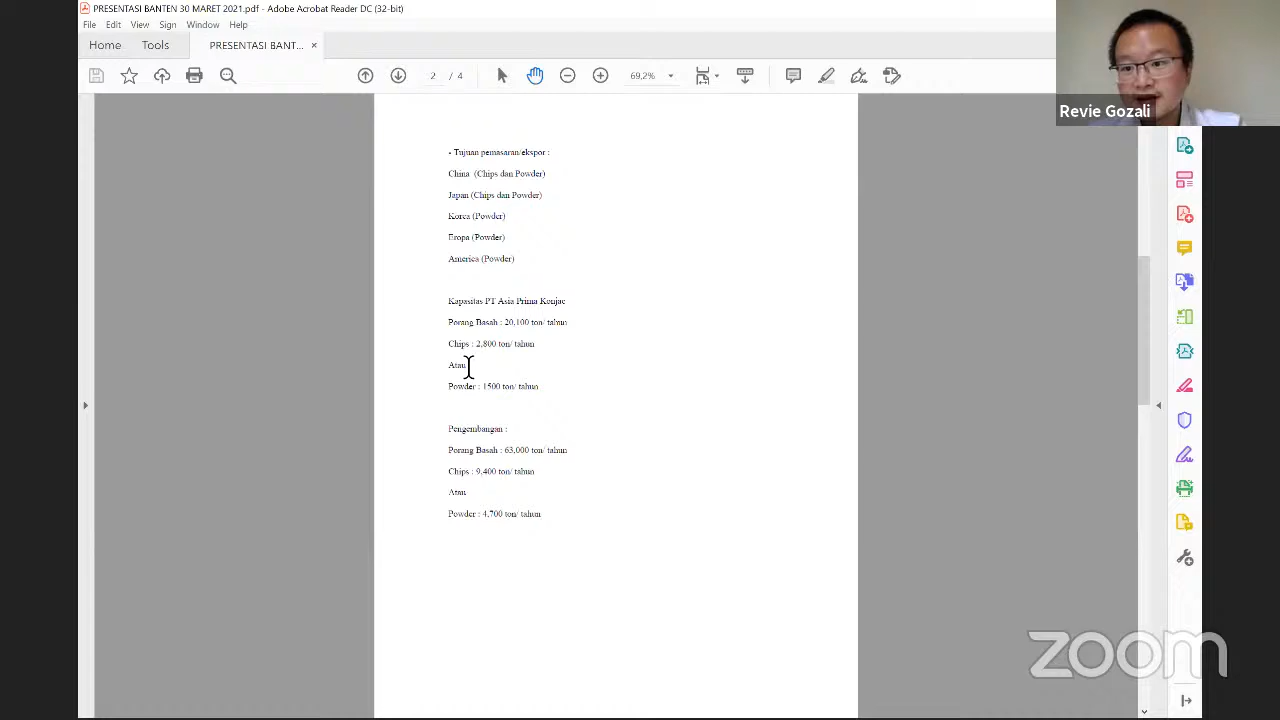 PRESENTASI BANTEN 30 MARET 2021.pdf - Adobe Acrobat Reader DC (32-bit)
File Edit View Sign Window Help
Home Tools PRESENTASI BANT... ×
2 / 4 69,2%
Revie Gozali
- Tujuan pemasaran/ekspor :
China (Chips dan Powder)
Japan (Chips dan Powder)
Korea (Powder)
Eropa (Powder)
America (Powder)
Kapasitas PT Asia Prima Konjac
Porang Basah : 20,100 ton/ tahun
Chips : 2,800 ton/ tahun
Atau
Powder : 1500 ton/ tahun
Pengembangan :
Porang Basah : 63,000 ton/ tahun
Chips : 9,400 ton/ tahun
Atau
Powder : 4,700 ton/ tahun
zoom